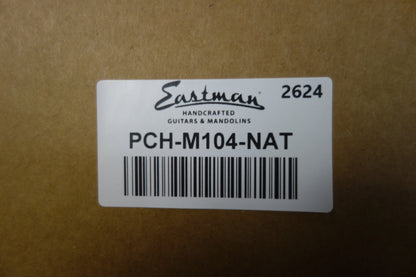 Eastman 2624
HANDCRAFTED
GUITARS & MANDOLINS
PCH-M104-NAT